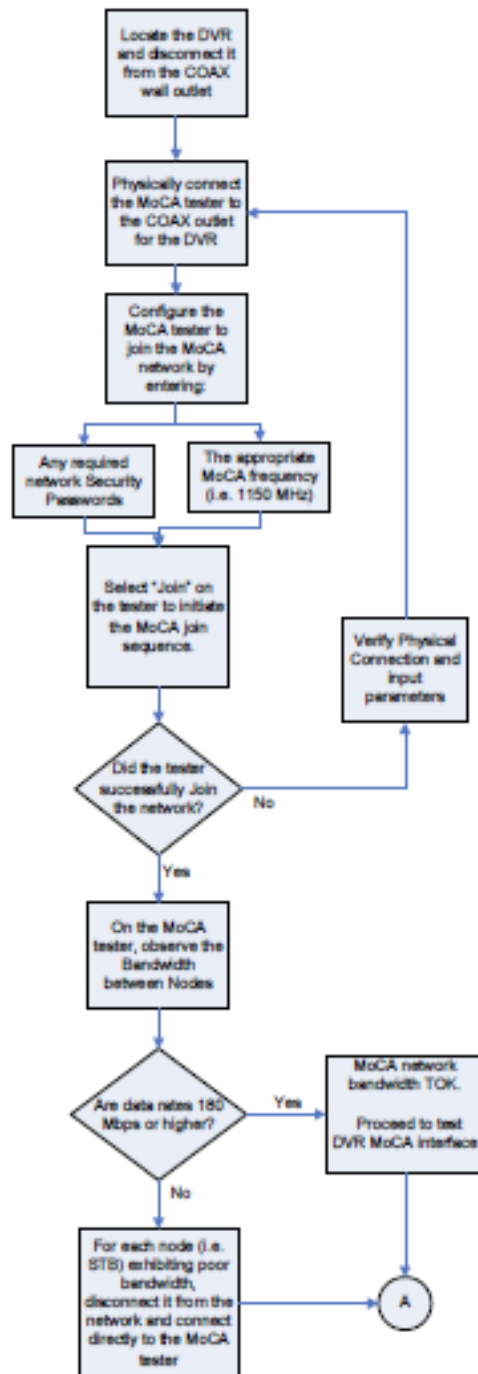 Locate the DVR
and disconnect it
from the COAX
wall outlet
Physically connect
the MoCA tester to
the COAX outlet
for the DVR
Configure the
MoCA tester to
join the MoCA
network by
entering:
Any required
network Security
Passwords
The appropriate
MoCA frequency
(i.e. 1150 MHz)
Select "Join" on
the tester to initiate
the MoCA join
sequence.
Verify Physical
Connection and
input
parameters
Did the tester
successfully Join
the network?
No
Yes
On the MoCA
tester, observe the
Bandwidth
between Nodes
Are data rates 180
Mbps or higher?
Yes
MoCA network
bandwidth TOK.
Proceed to test
DVR MoCA interface
No
For each node (i.e.
STB) exhibiting poor
bandwidth,
disconnect it from the
network and connect
directly to the MoCA
tester
A